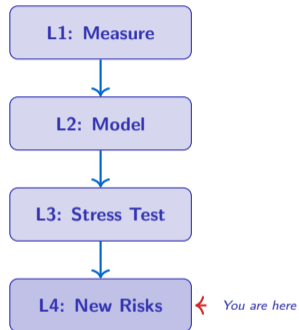 L1: Measure
L2: Model
L3: Stress Test
L4: New Risks
You are here